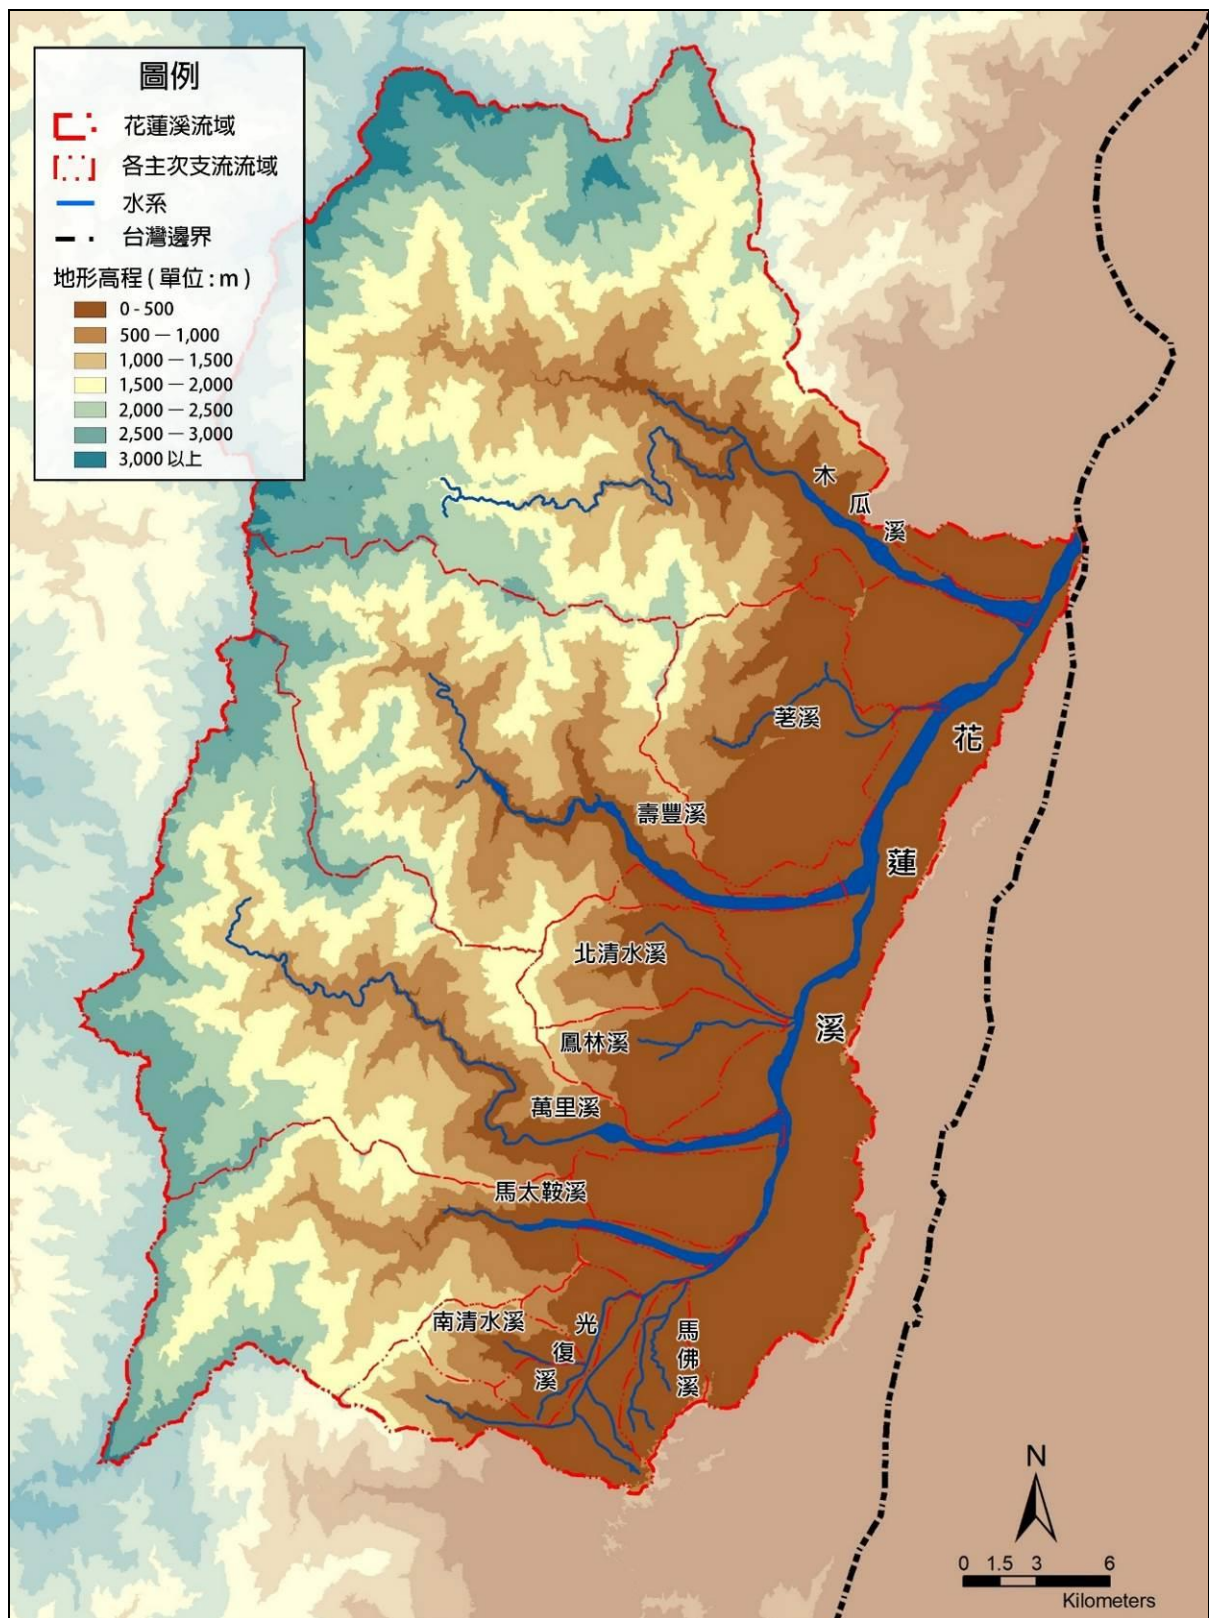 圖例
花蓮溪流域
各主次支流流域
水系
台灣邊界
地形高程 ( 單位 : m )
0 - 500
500 — 1,000
1,000 — 1,500
1,500 — 2,000
2,000 — 2,500
2,500 — 3,000
3,000 以上
木瓜溪
荖溪
花蓮溪
壽豐溪
北清水溪
鳳林溪
萬里溪
馬太鞍溪
南清水溪
光復溪
馬佛溪
N
0 1.5 3 6
Kilometers